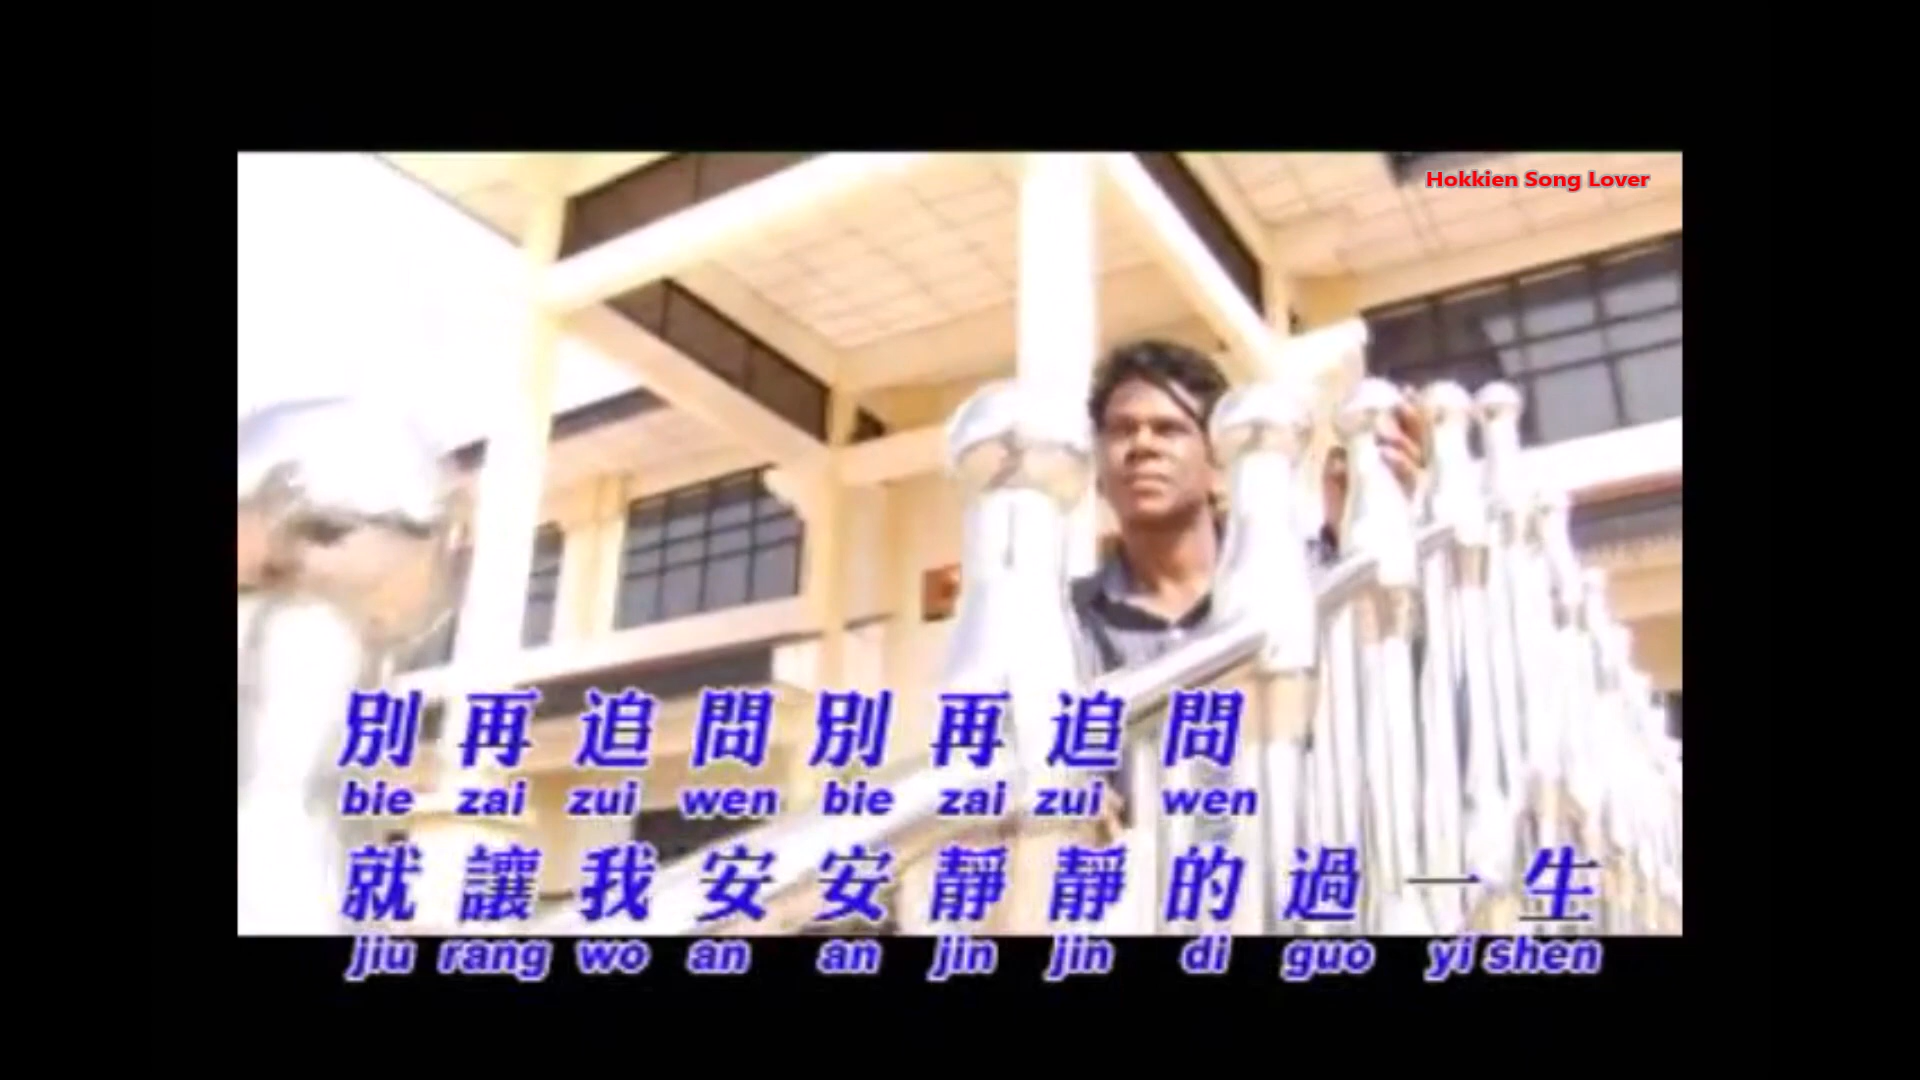 Hokkien Song Lover
別再追問別再追問
bie zai zui wen bie zai zui wen
就讓我安安靜靜的過一生
jiu rang wo an an jin jin di guo yi shen